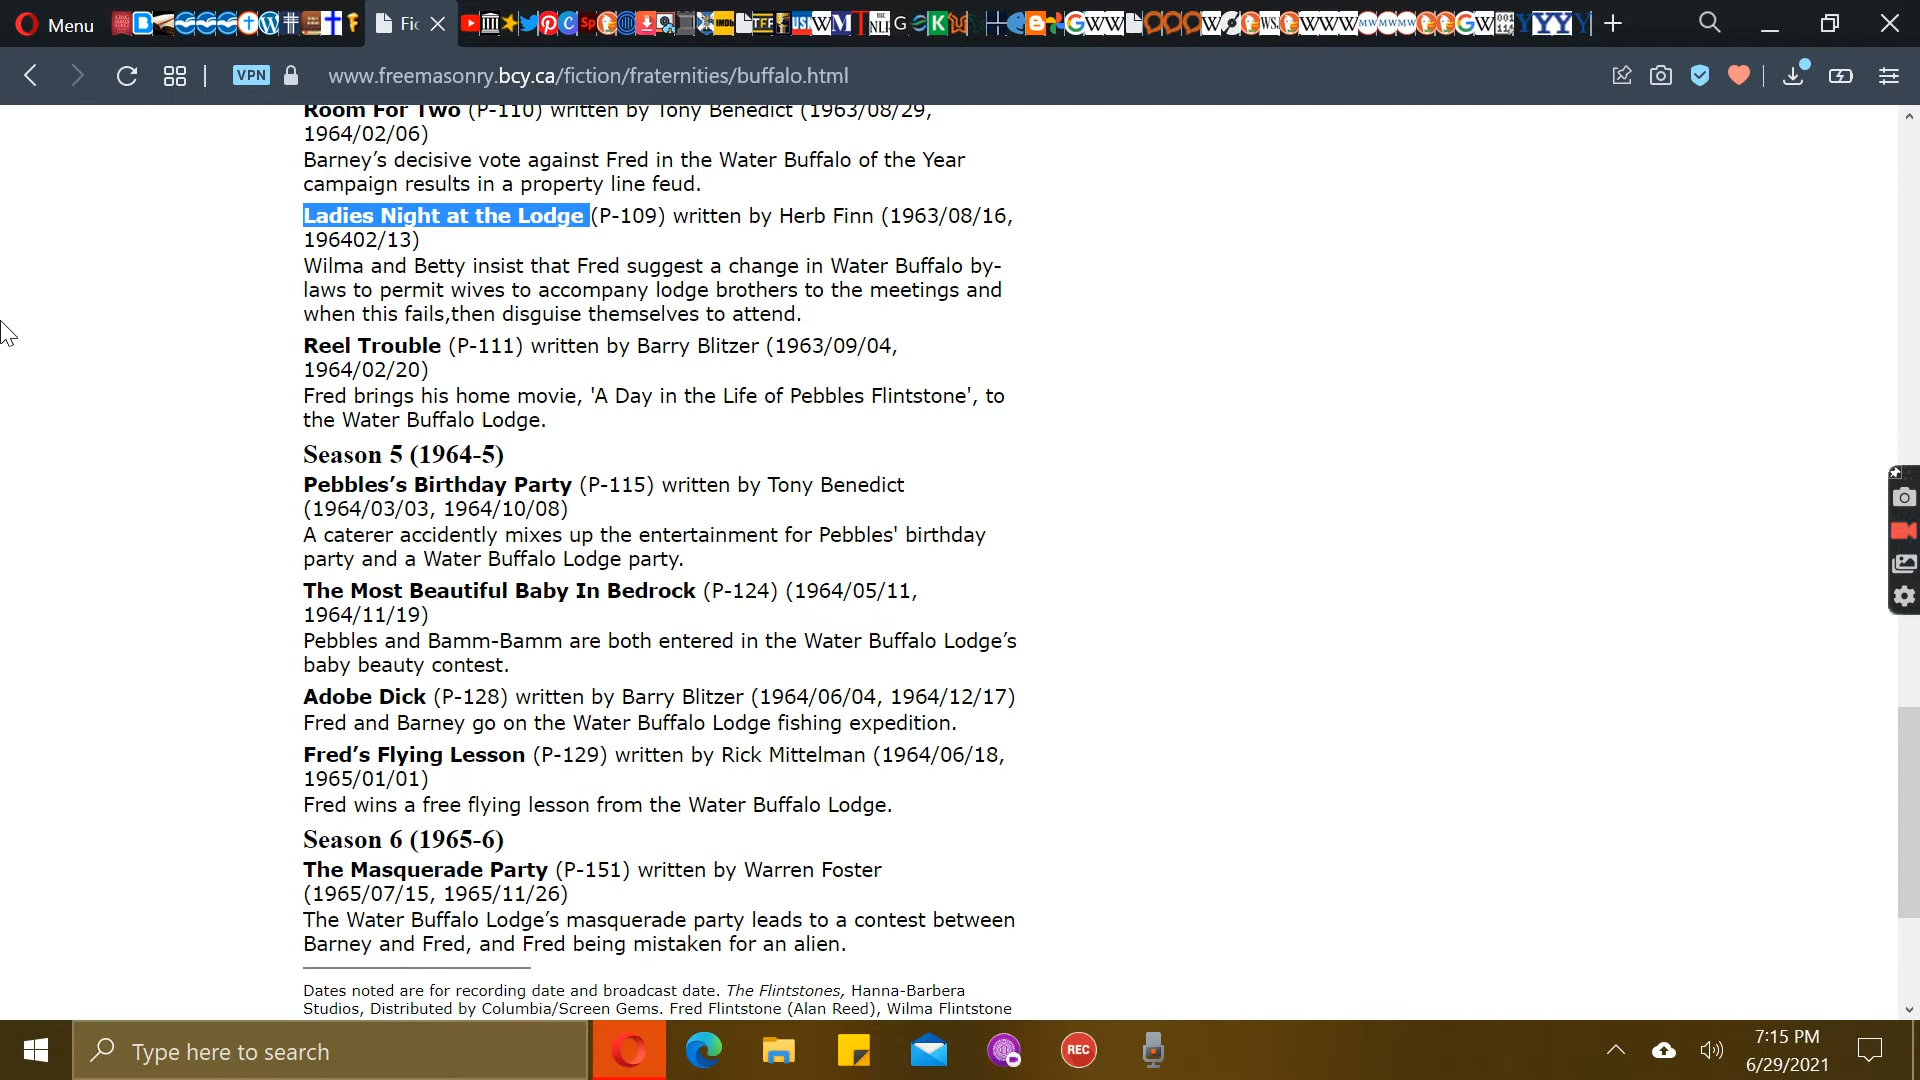 Menu
Fic
VPN
www.freemasonry.bcy.ca/fiction/fraternities/buffalo.html
Room For Two (P-110) written by Tony Benedict (1963/08/29,
1964/02/06)
Barney’s decisive vote against Fred in the Water Buffalo of the Year
campaign results in a property line feud.
Ladies Night at the Lodge (P-109) written by Herb Finn (1963/08/16,
196402/13)
Wilma and Betty insist that Fred suggest a change in Water Buffalo by-
laws to permit wives to accompany lodge brothers to the meetings and
when this fails,then disguise themselves to attend.
Reel Trouble (P-111) written by Barry Blitzer (1963/09/04,
1964/02/20)
Fred brings his home movie, 'A Day in the Life of Pebbles Flintstone', to
the Water Buffalo Lodge.
Season 5 (1964-5)
Pebbles’s Birthday Party (P-115) written by Tony Benedict
(1964/03/03, 1964/10/08)
A caterer accidently mixes up the entertainment for Pebbles' birthday
party and a Water Buffalo Lodge party.
The Most Beautiful Baby In Bedrock (P-124) (1964/05/11,
1964/11/19)
Pebbles and Bamm-Bamm are both entered in the Water Buffalo Lodge’s
baby beauty contest.
Adobe Dick (P-128) written by Barry Blitzer (1964/06/04, 1964/12/17)
Fred and Barney go on the Water Buffalo Lodge fishing expedition.
Fred’s Flying Lesson (P-129) written by Rick Mittelman (1964/06/18,
1965/01/01)
Fred wins a free flying lesson from the Water Buffalo Lodge.
Season 6 (1965-6)
The Masquerade Party (P-151) written by Warren Foster
(1965/07/15, 1965/11/26)
The Water Buffalo Lodge’s masquerade party leads to a contest between
Barney and Fred, and Fred being mistaken for an alien.
Dates noted are for recording date and broadcast date. The Flintstones, Hanna-Barbera
Studios, Distributed by Columbia/Screen Gems. Fred Flintstone (Alan Reed), Wilma Flintstone
Type here to search
REC
7:15 PM
6/29/2021